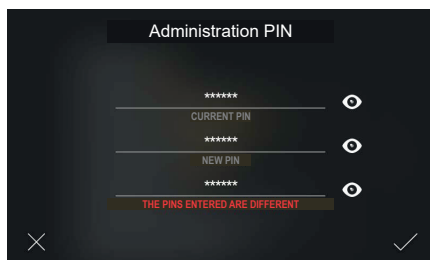 Administration PIN
******
CURRENT PIN
******
NEW PIN
******
THE PINS ENTERED ARE DIFFERENT